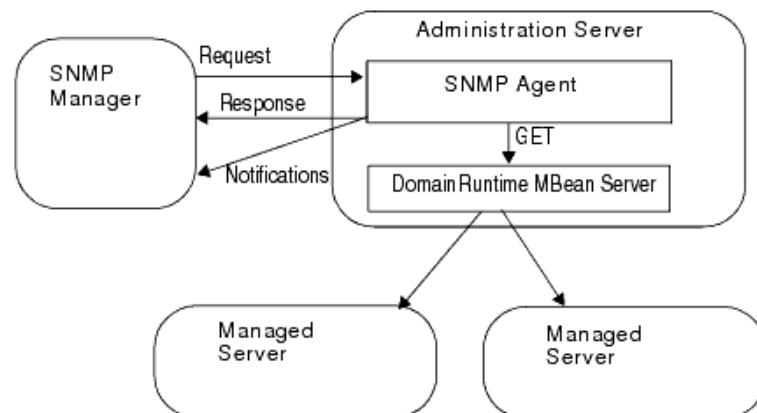 Administration Server
SNMP
Manager
Request
SNMP Agent
Response
GET
Notifications
DomainRuntime MBean Server
Managed
Server
Managed
Server